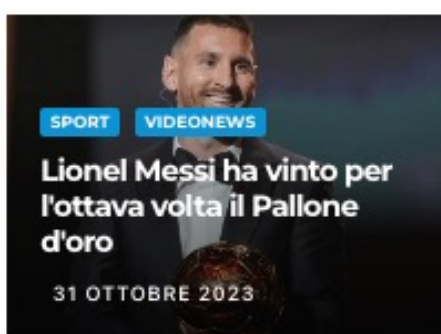 SPORT VIDEONEWS
Lionel Messi ha vinto per
l'ottava volta il Pallone
d'oro
31 OTTOBRE 2023